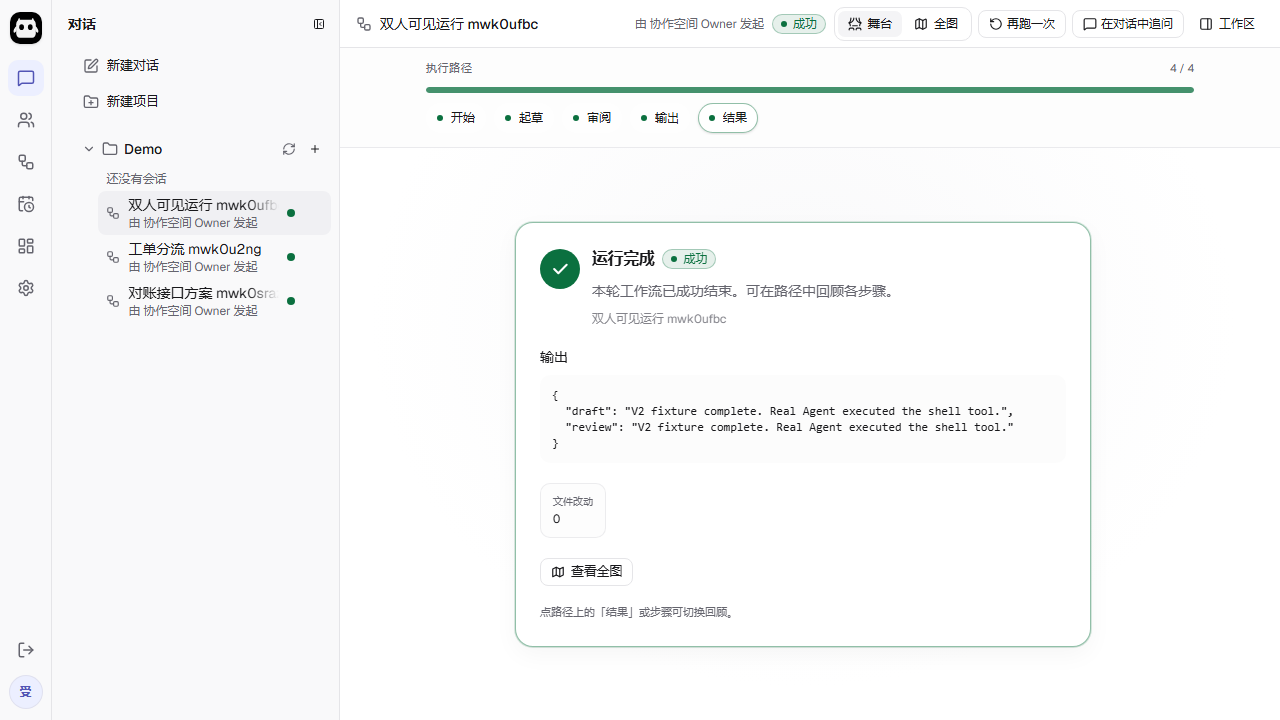 对话
新建对话
新建项目
Demo
还没有会话
双人可见运行 mwk0ufb
由 协作空间 Owner 发起
工单分流 mwk0u2ng
由 协作空间 Owner 发起
对账接口方案 mwk0sra
由 协作空间 Owner 发起
受
双人可见运行 mwk0ufbc
由 协作空间 Owner 发起
成功
舞台
全图
再跑一次
在对话中追问
工作区
执行路径
4 / 4
开始
起草
审阅
输出
结果
运行完成
成功
本轮工作流已成功结束。可在路径中回顾各步骤。
双人可见运行 mwk0ufbc
输出
{
"draft": "V2 fixture complete. Real Agent executed the shell tool.",
"review": "V2 fixture complete. Real Agent executed the shell tool."
}
文件改动
0
查看全图
点路径上的「结果」或步骤可切换回顾。